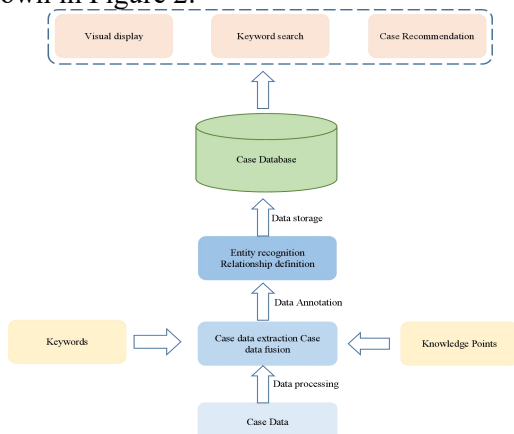 own in Figure 2.
Visual display
Keyword search
Case Recommendation
Case Database
Data storage
Entity recognition
Relationship definition
Data Annotation
Keywords
Case data extraction Case
data fusion
Knowledge Points
Data processing
Case Data